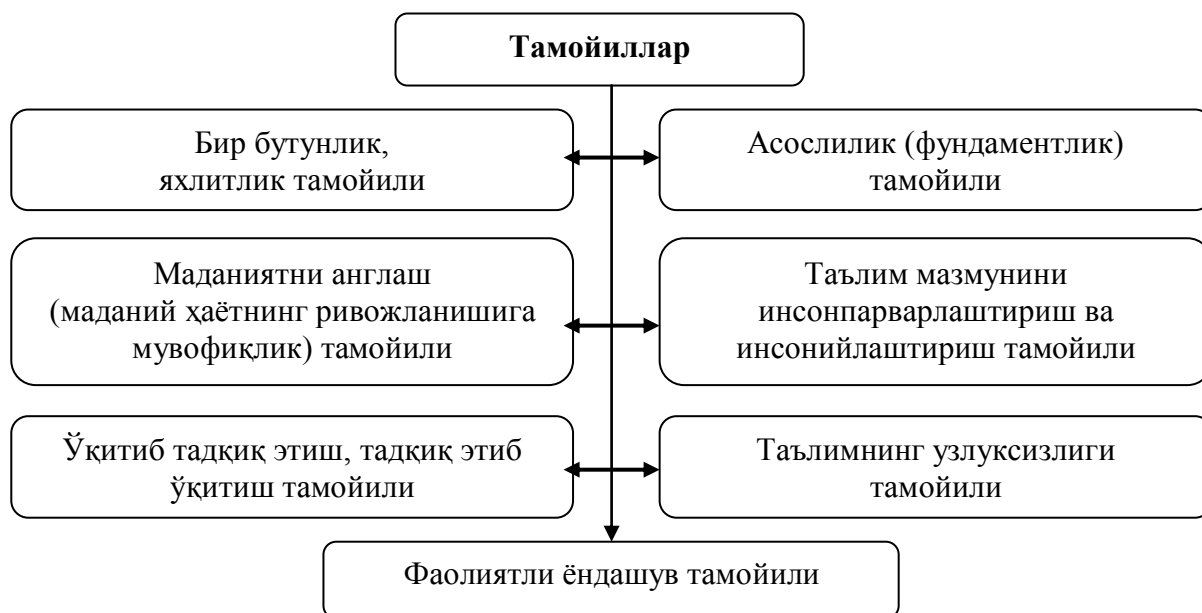 Тамойиллар
Бир бутунлик,
яхлитлик тамойили
Асослилик (фундаментлик)
тамойили
Маданиятни англаш
(маданий ҳаётнинг ривожланишига
мувофиқлик) тамойили
Таълим мазмунини
инсонпарварлаштириш ва
инсонийлаштириш тамойили
Ўқитиб тадқиқ этиш, тадқиқ этиб
ўқитиш тамойили
Таълимнинг узлуксизлиги
тамойили
Фаолиятли ёндашув тамойили